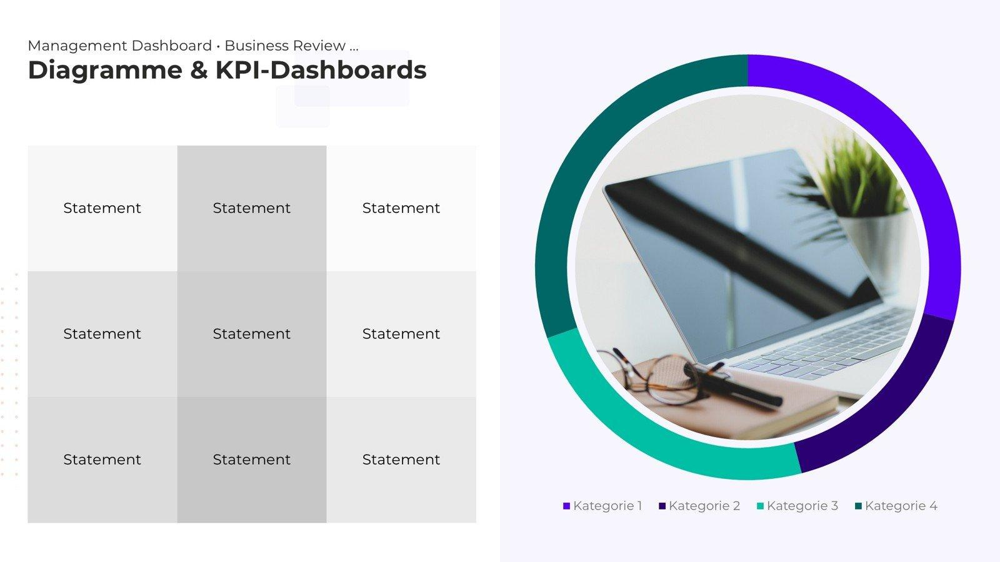 Management Dashboard • Business Review ...
Diagramme & KPI-Dashboards
Statement Statement Statement
Statement Statement Statement
Statement Statement Statement
Kategorie 1 Kategorie 2 Kategorie 3 Kategorie 4